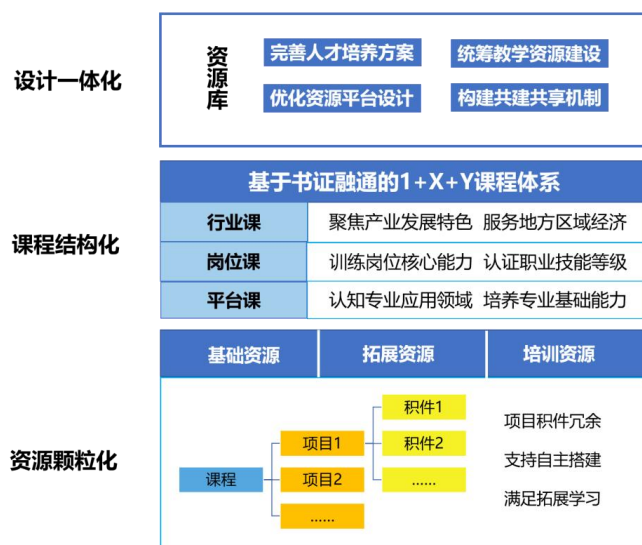 设计一体化
资源库
完善人才培养方案
统筹教学资源建设
优化资源平台设计
构建共建共享机制
课程结构化
基于书证融通的1+X+Y课程体系
行业课
聚焦产业发展特色 服务地方区域经济
岗位课
训练岗位核心能力 认证职业技能等级
平台课
认知专业应用领域 培养专业基础能力
资源颗粒化
基础资源
拓展资源
培训资源
课程
项目1
项目2
......
积件1
积件2
......
项目积件冗余
支持自主搭建
满足拓展学习